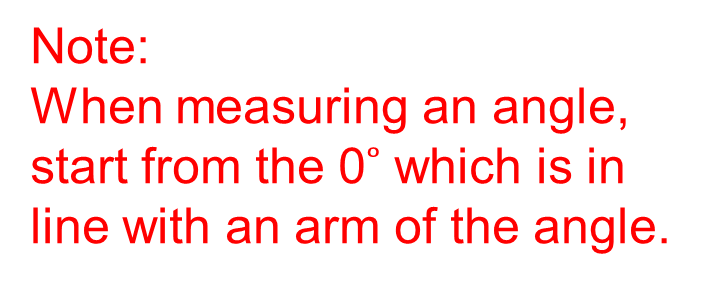 Note:
When measuring an angle,
start from the 0° which is in
line with an arm of the angle.